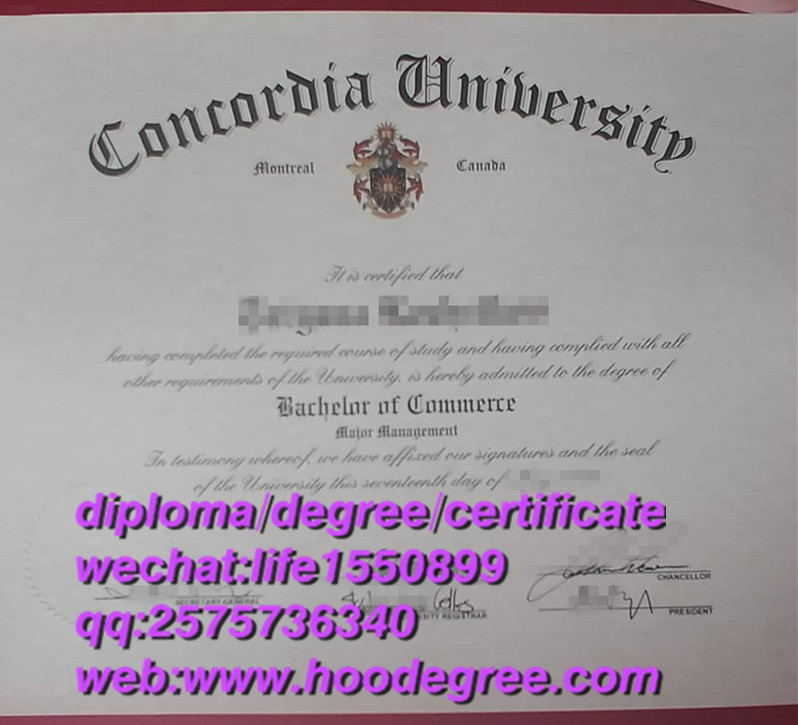 Concordia University
Montreal Canada
It is certified that
having completed the required course of study and having complied with all
other requirements of the University, is hereby admitted to the degree of
Bachelor of Commerce
Major Management
In testimony whereof, we have affixed our signatures and the seal
of the University this seventeenth day of
diploma/degree/certificate
wechat:life1550899
CHANCELLOR
SECRETARY-GENERAL
REGISTRAR
PRESIDENT
qq:2575736340
web:www.hoodegree.com